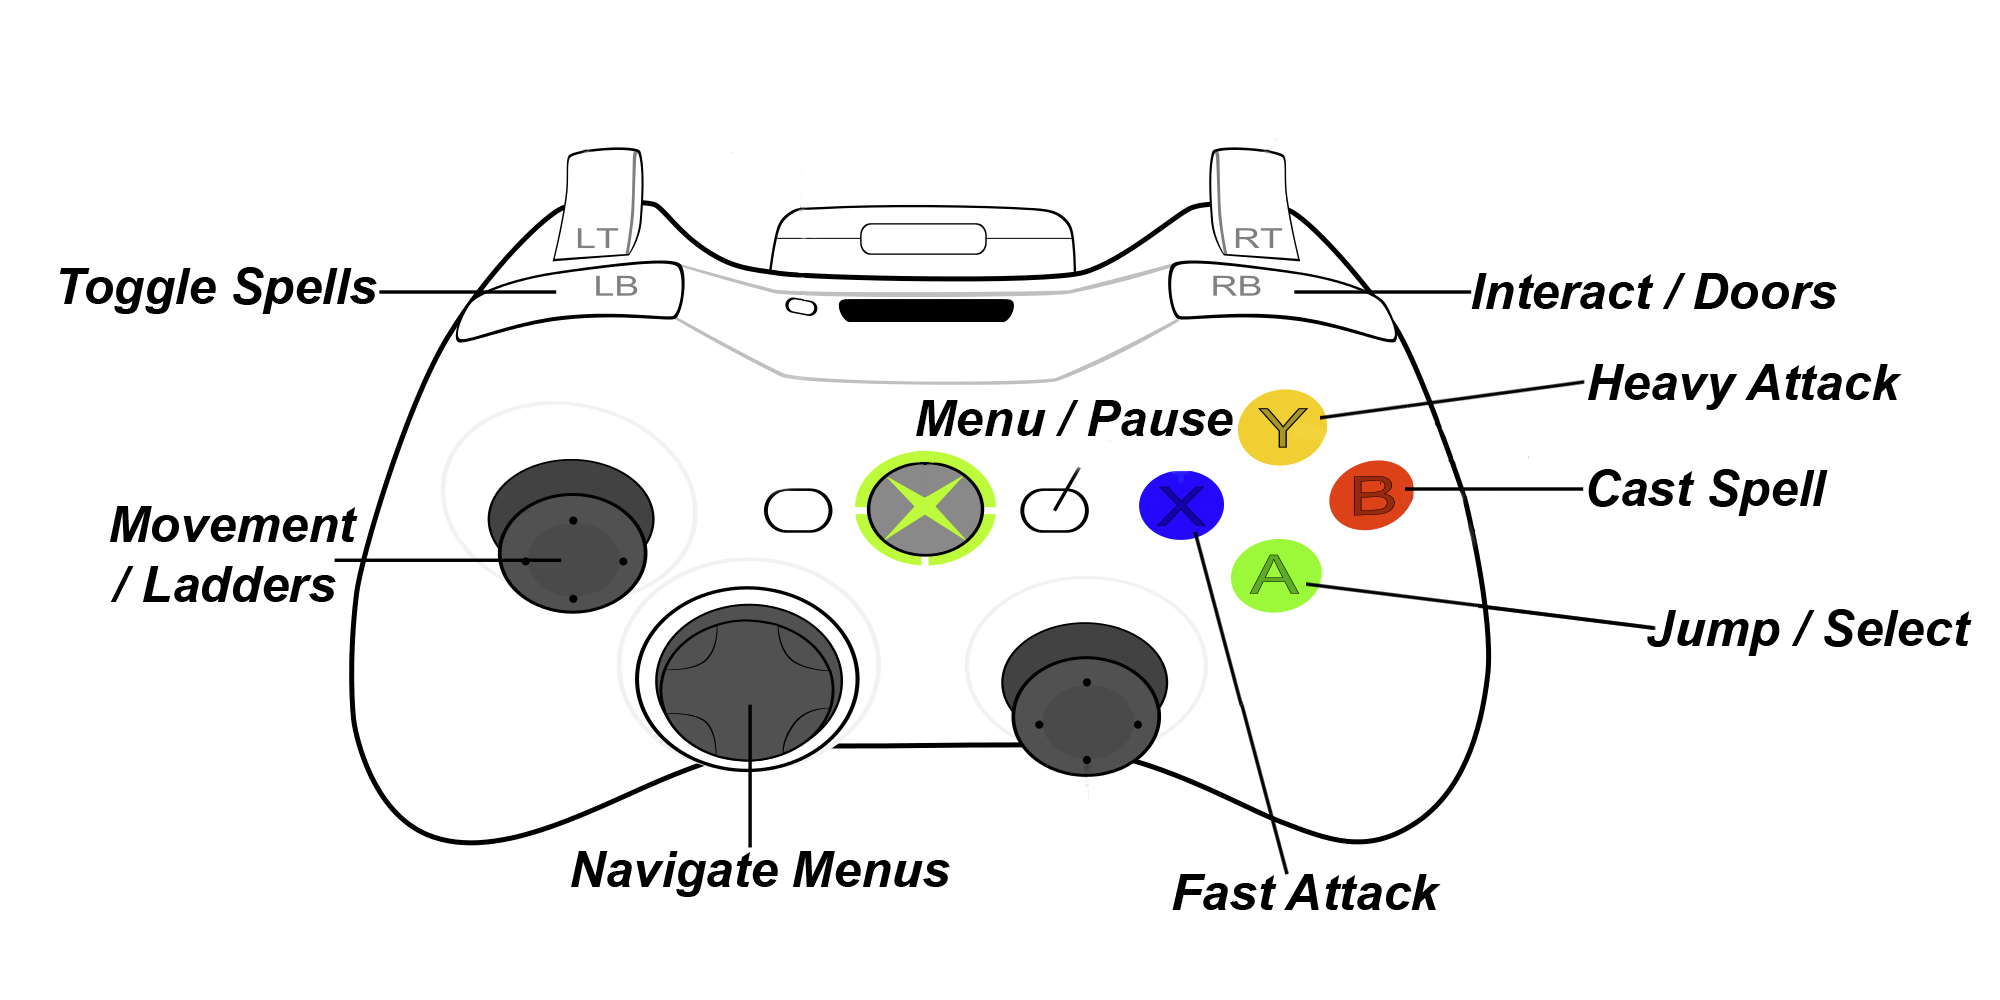 LT
RT
Toggle Spells
LB
RB
Interact / Doors
Heavy Attack
Menu / Pause
Y
Cast Spell
B
X
Movement
/ Ladders
A
Jump / Select
Navigate Menus
Fast Attack